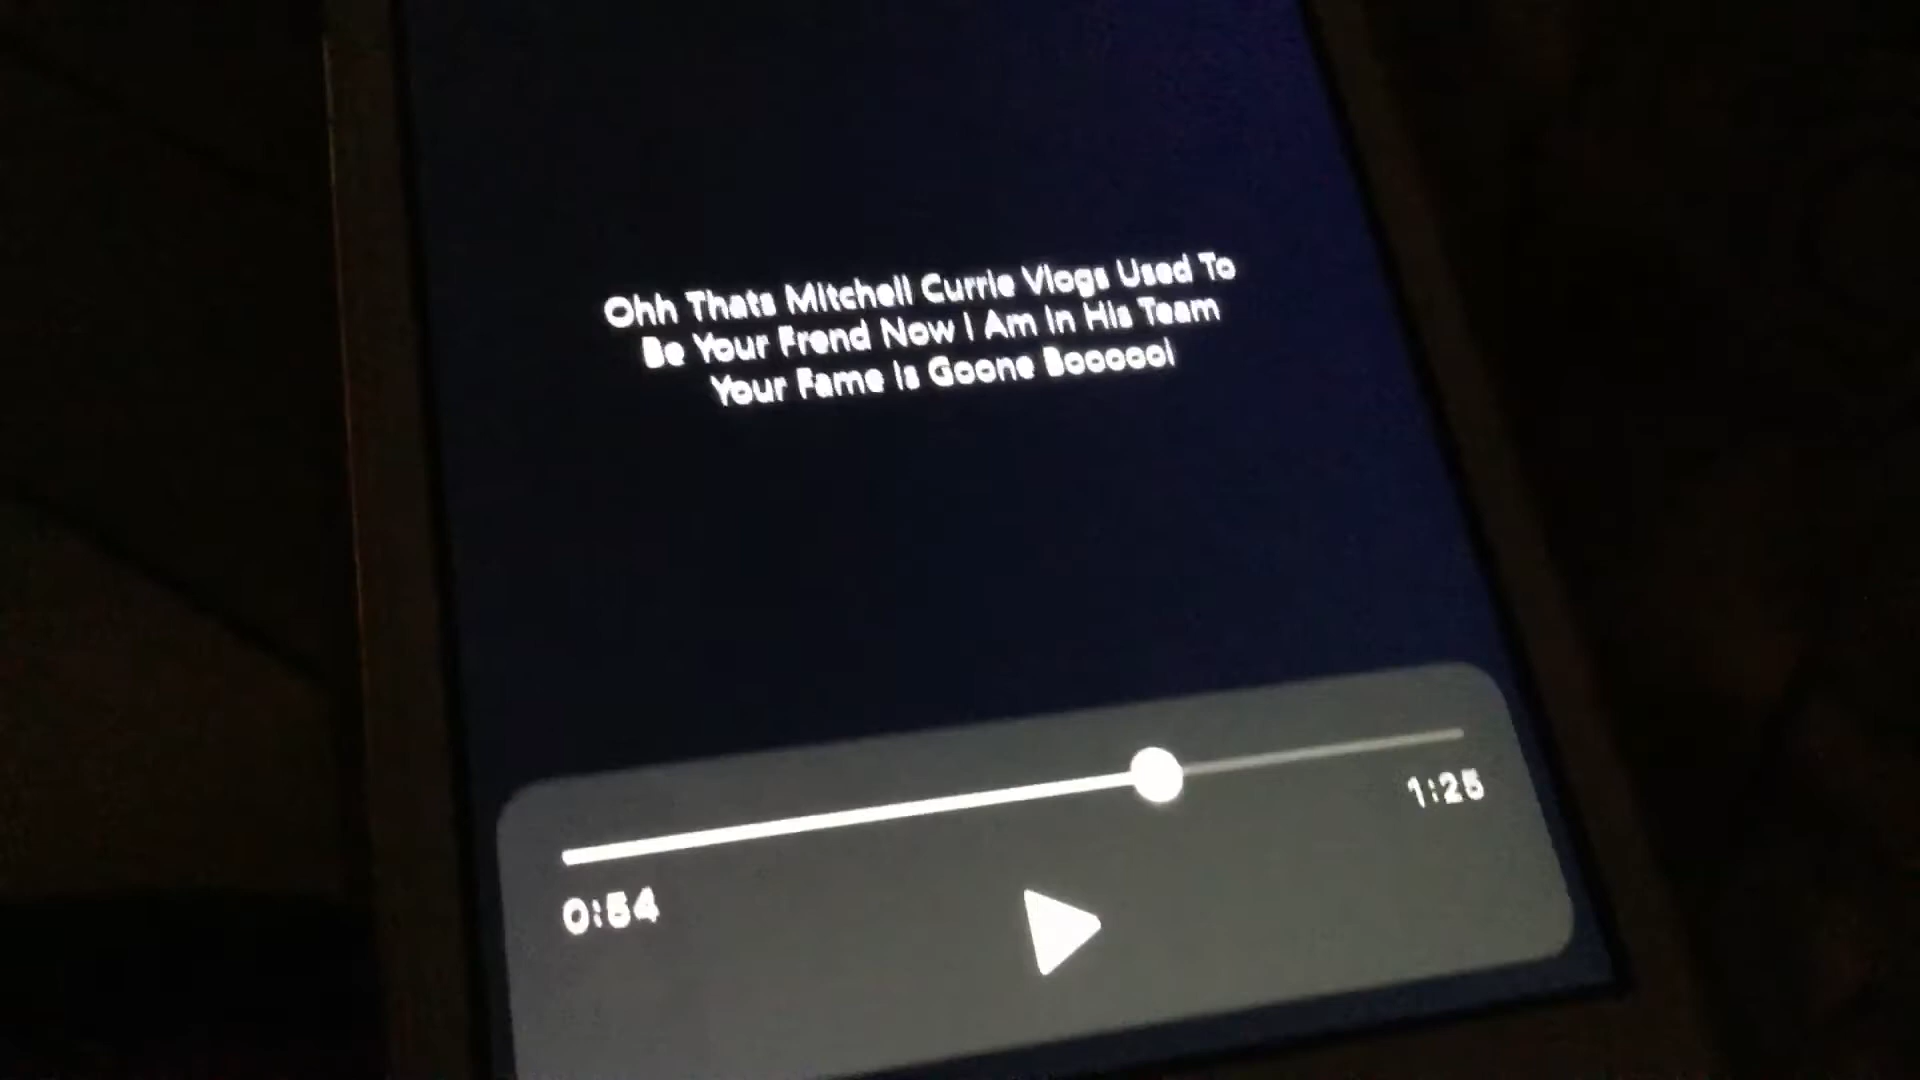 Ohh Thats Mitchell Currie Vlogs Used To
Be Your Frend Now I Am In His Team
Your Fame Is Goone Boooool
0:54
1:25